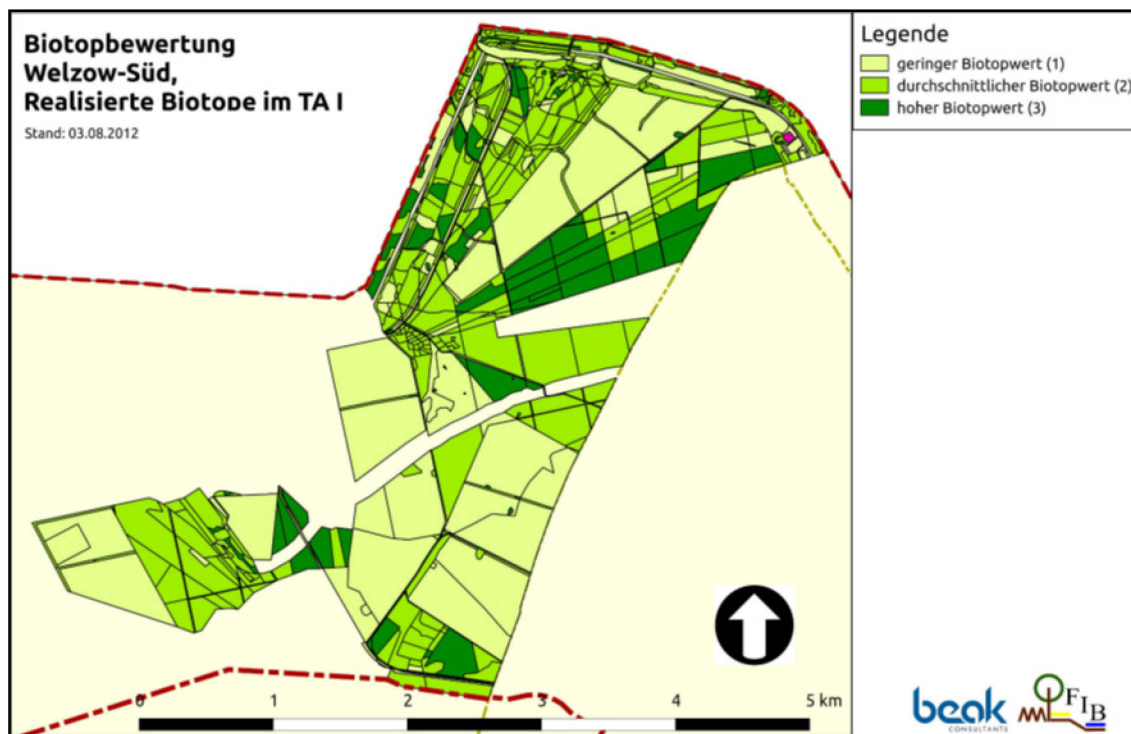 Biotopbewertung
Welzow-Süd,
Realisierte Biotope im TA I
Stand: 03.08.2012
Legende
geringer Biotopwert (1)
durchschnittlicher Biotopwert (2)
hoher Biotopwert (3)
0 1 2 3 4 5 km
beak
CONSULTANTS
FIB